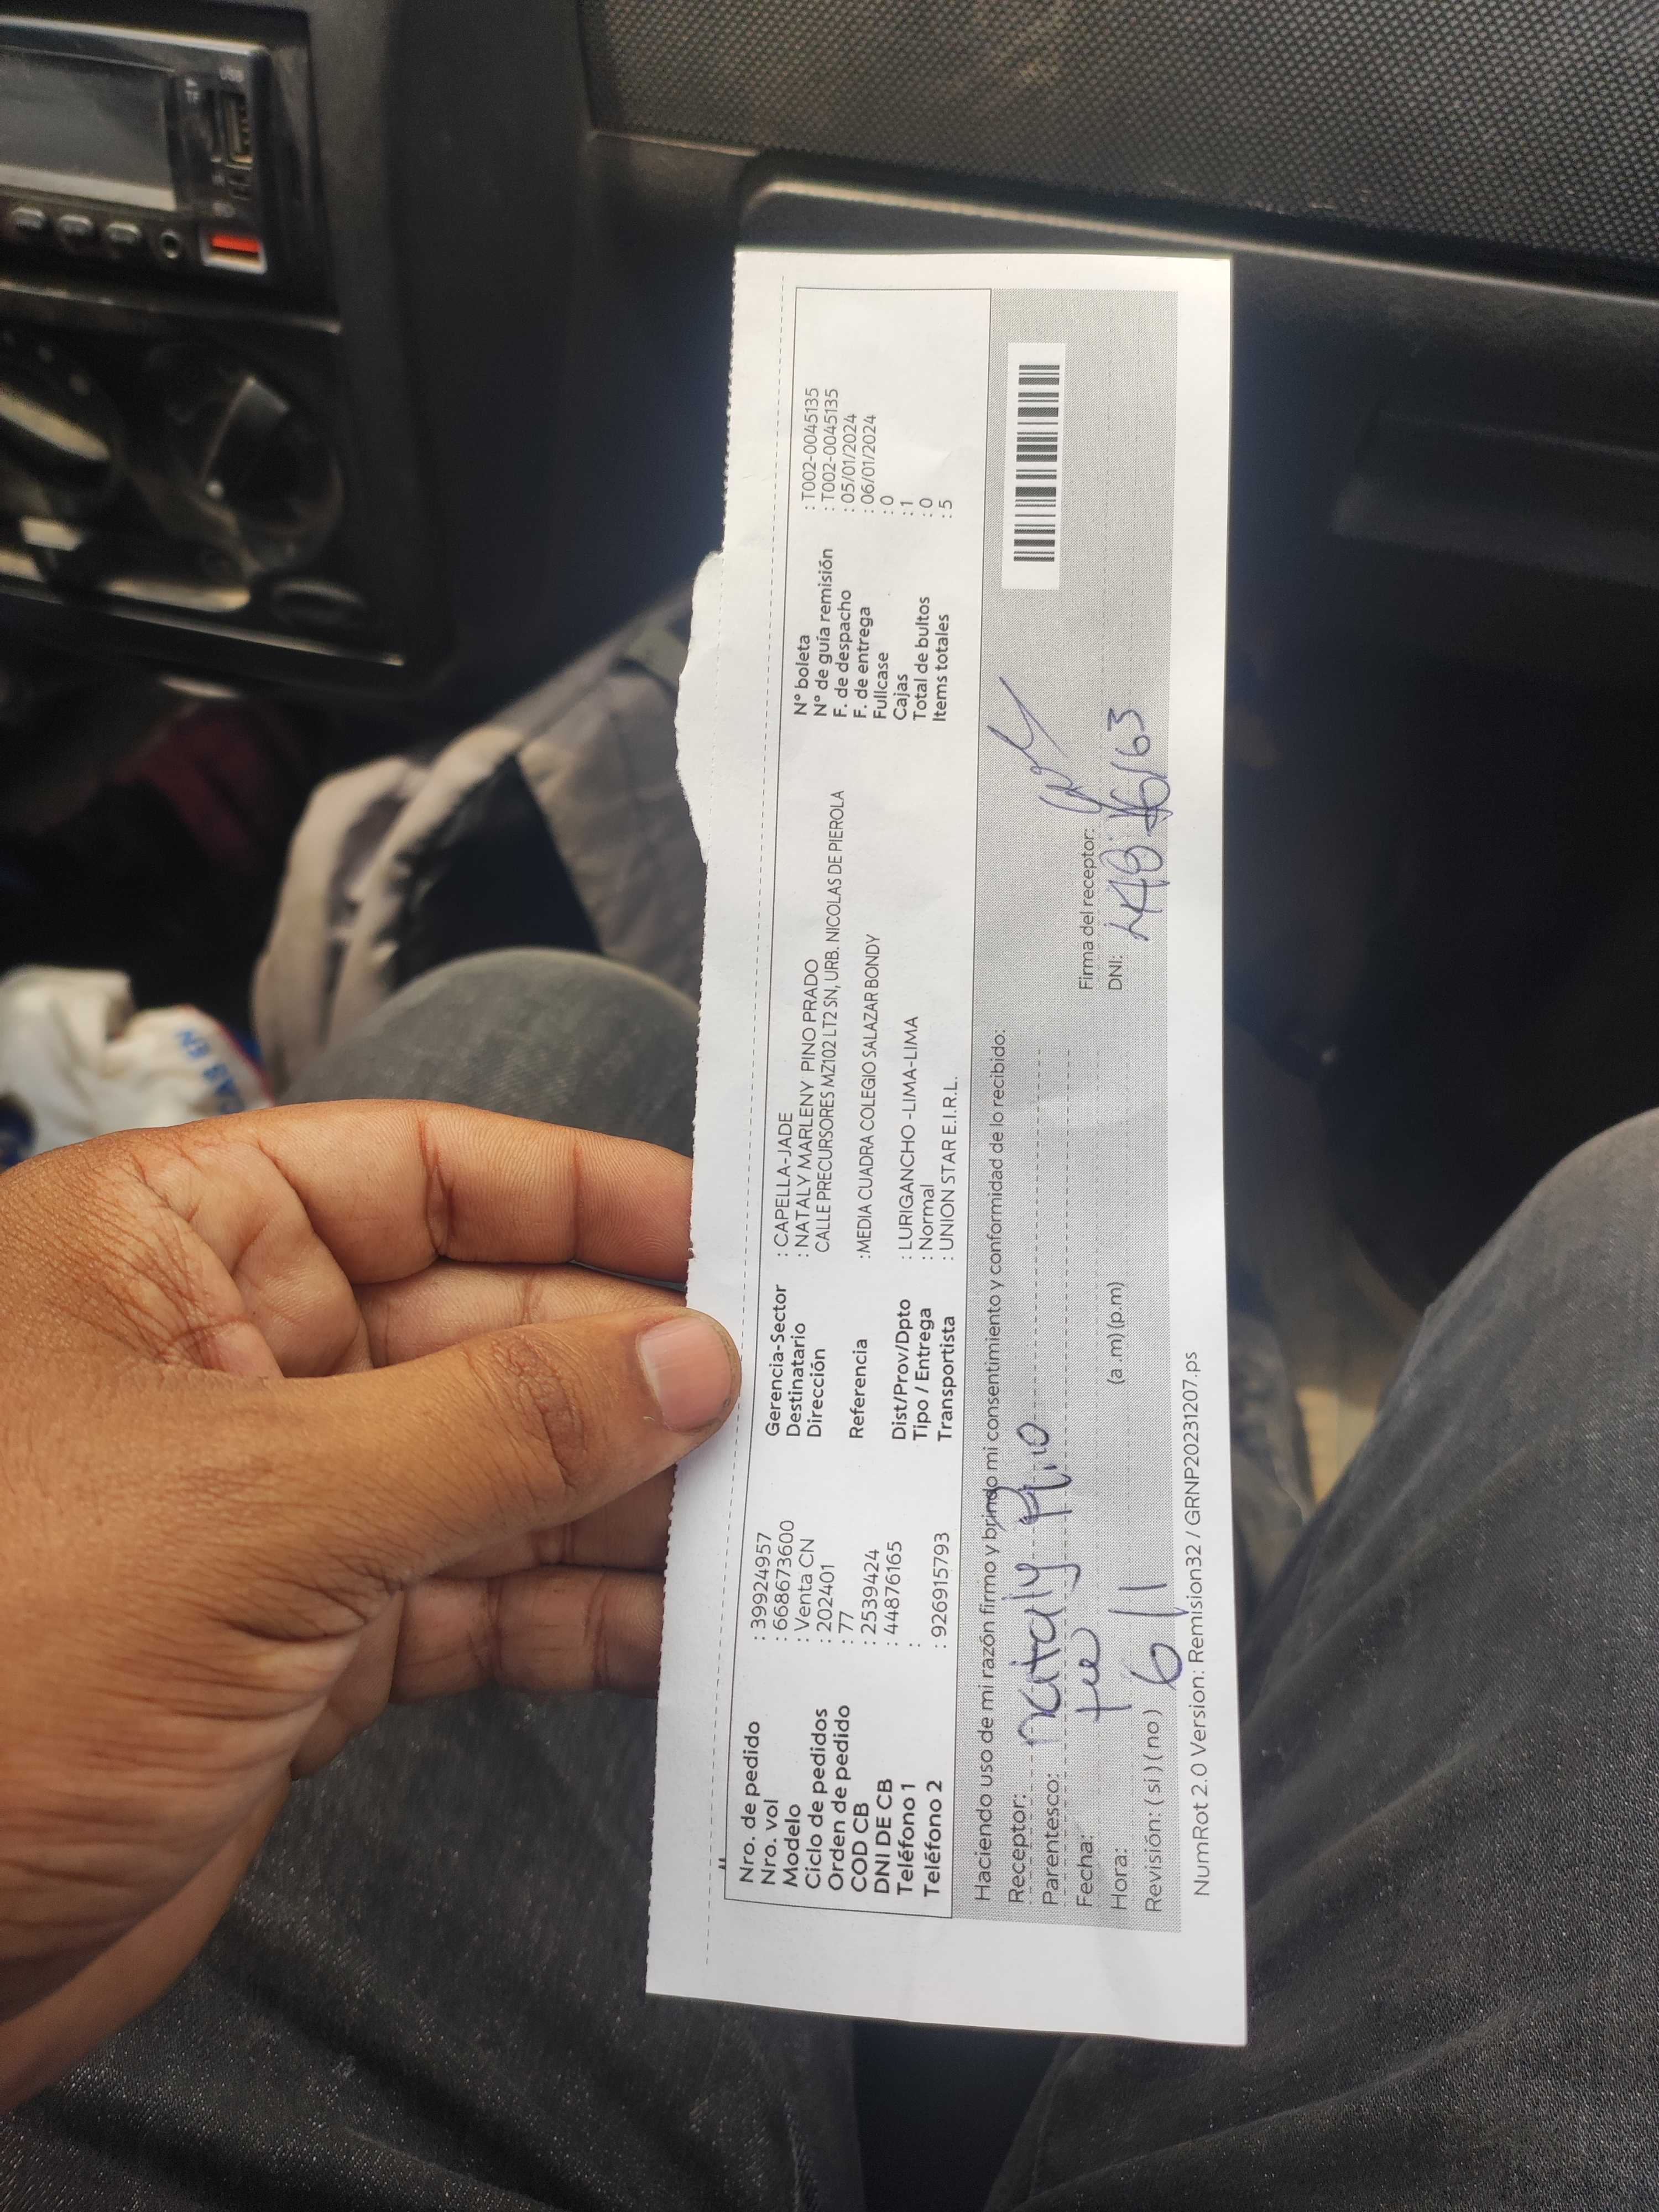 Nro. de pedido : 39924957
Nro. vol : 668673600
Modelo : Venta CN
Ciclo de pedidos : 202401
Orden de pedido : 77
COD CB : 2539424
DNI DE CB : 44876165
Teléfono 1 :
Teléfono 2 : 926915793
Gerencia-Sector : CAPELLA-JADE
Destinatario : NATALY MARLENY PINO PRADO
Dirección CALLE PRECURSORES MZ102 LT2 SN, URB. NICOLAS DE PIEROLA
Referencia :MEDIA CUADRA COLEGIO SALAZAR BONDY
Dist/Prov/Dpto : LURIGANCHO -LIMA-LIMA
Tipo / Entrega : Normal
Transportista : UNION STAR E.I.R.L.
N° boleta : T002-0045135
N° de guía remisión : T002-0045135
F. de despacho : 05/01/2024
F. de entrega : 06/01/2024
Fullcase : 0
Cajas : 1
Total de bultos : 0
Items totales : 5
Haciendo uso de mi razón firmo y brindo mi consentimiento y conformidad de lo recibido:
Receptor: nataly Pino
Parentesco:
Fecha:
Hora: 6 / 1 (a .m) (p.m)
Revisión: ( si ) ( no )
Firma del receptor:
DNI:
NumRot 2.0 Version: Remision32 / GRNP20231207.ps
USB